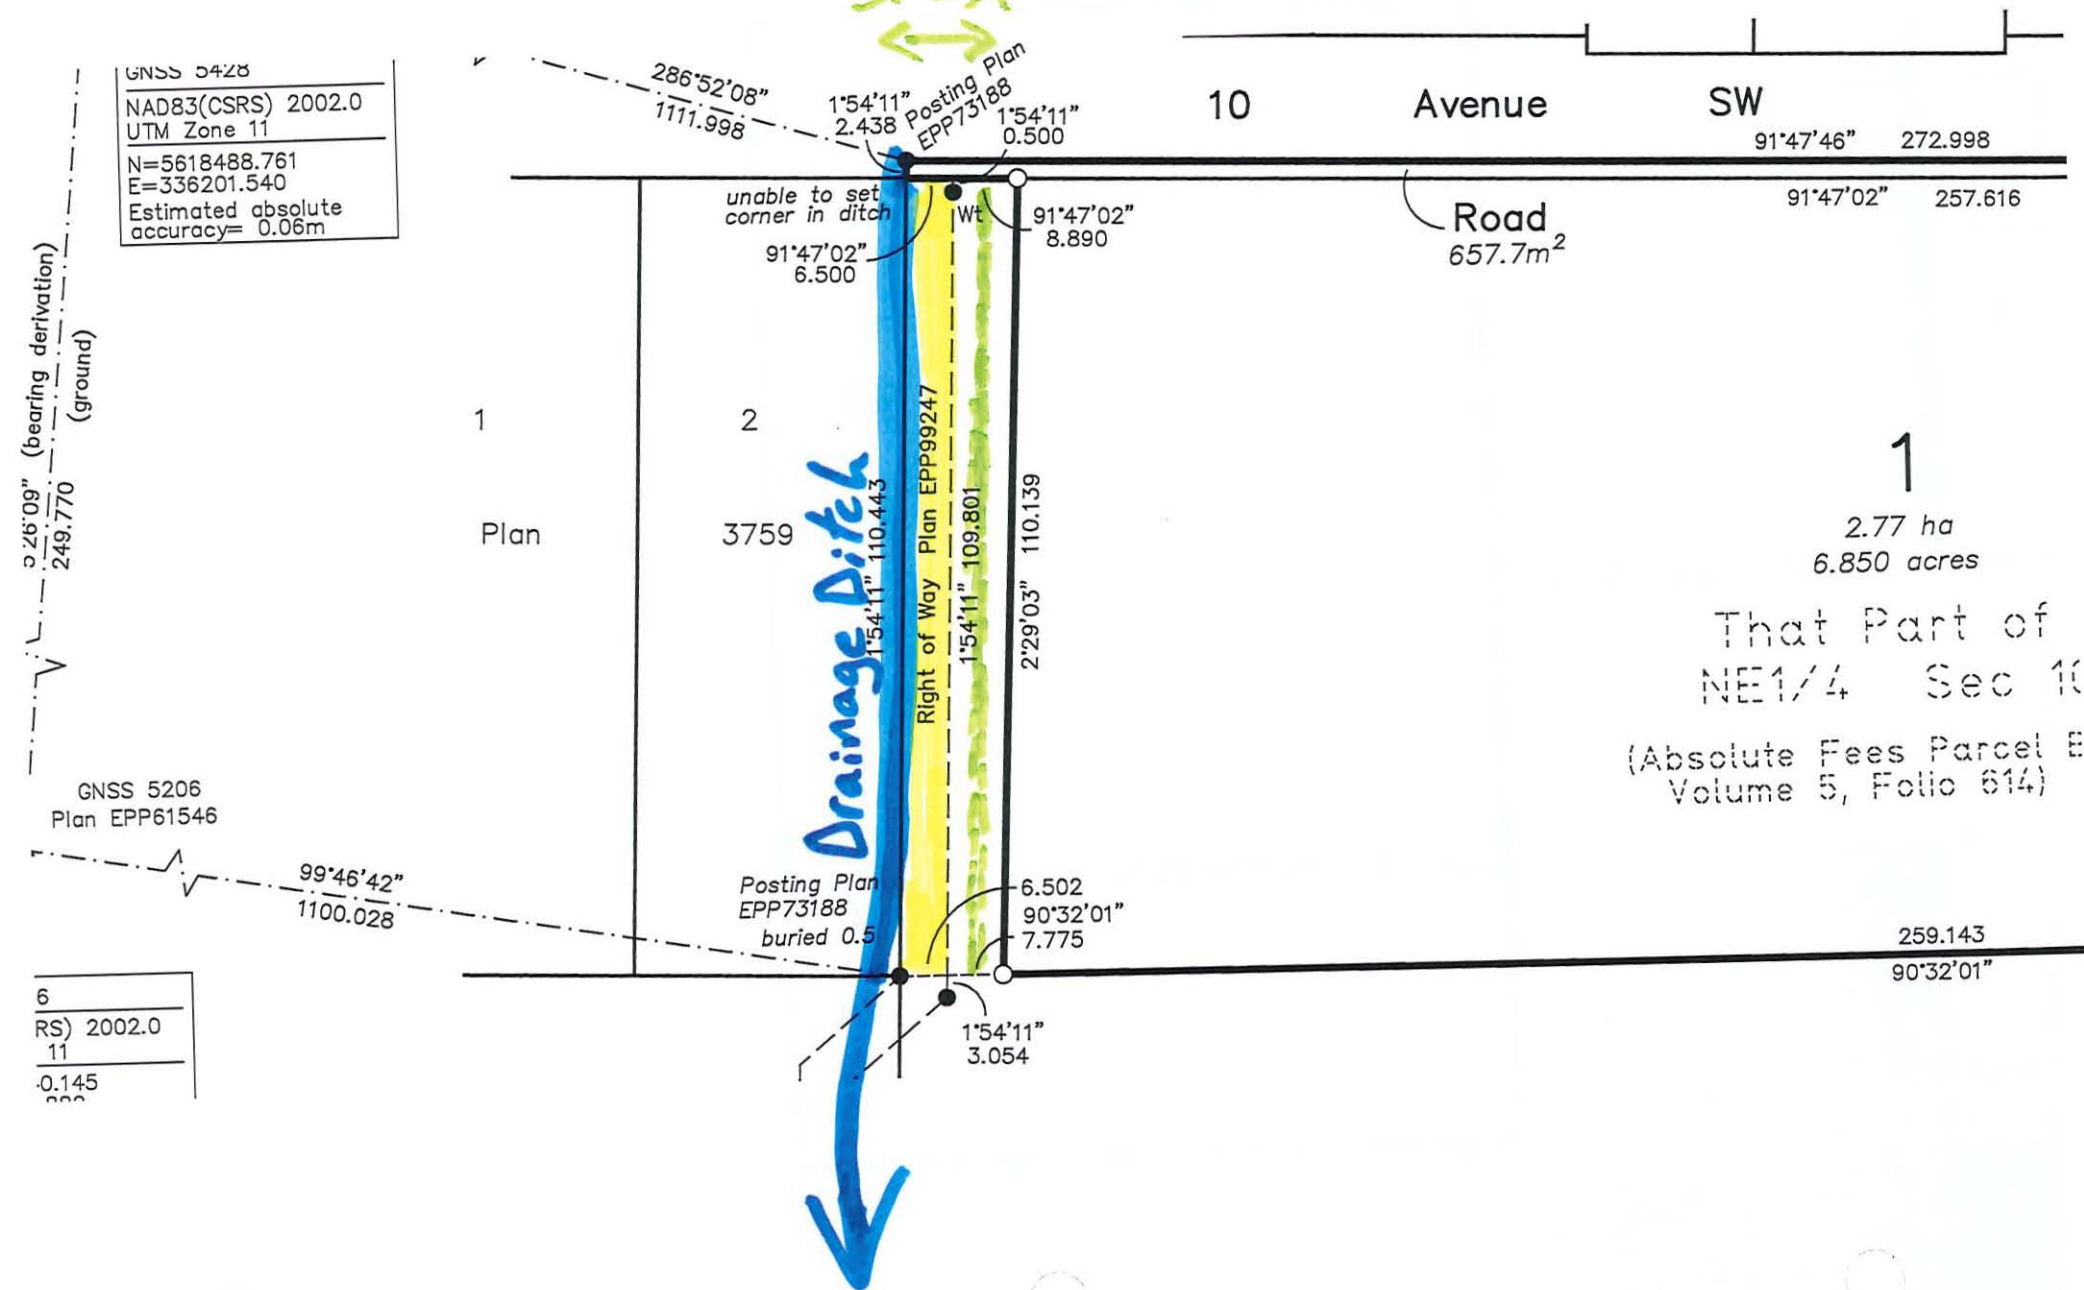 GNSS 5428
NAD83(CSRS) 2002.0
UTM Zone 11
N=5618488.761
E=336201.540
Estimated absolute
accuracy= 0.06m
286°52'08"
1111.998
1°54'11"
2.438
Posting Plan
EPP73188
1°54'11"
0.500
10 Avenue SW
91°47'46" 272.998
91°47'02" 257.616
Road
657.7m²
unable to set
corner in ditch
Wt
91°47'02"
8.890
91°47'02"
6.500
(bearing derivation)
249.770
(ground)
1
2
Plan
3759
Drainage Ditch
1°54'11" 110.443
Right of Way Plan EPP99247
1°54'11" 109.801
2°29'03" 110.139
1
2.77 ha
6.850 acres
That Part of
NE1/4 Sec 10
(Absolute Fees Parcel
Volume 5, Folio 614)
GNSS 5206
Plan EPP61546
99°46'42"
1100.028
Posting Plan
EPP73188
buried 0.5
6.502
90°32'01"
7.775
259.143
90°32'01"
1°54'11"
3.054
6
RS) 2002.0
11
0.145